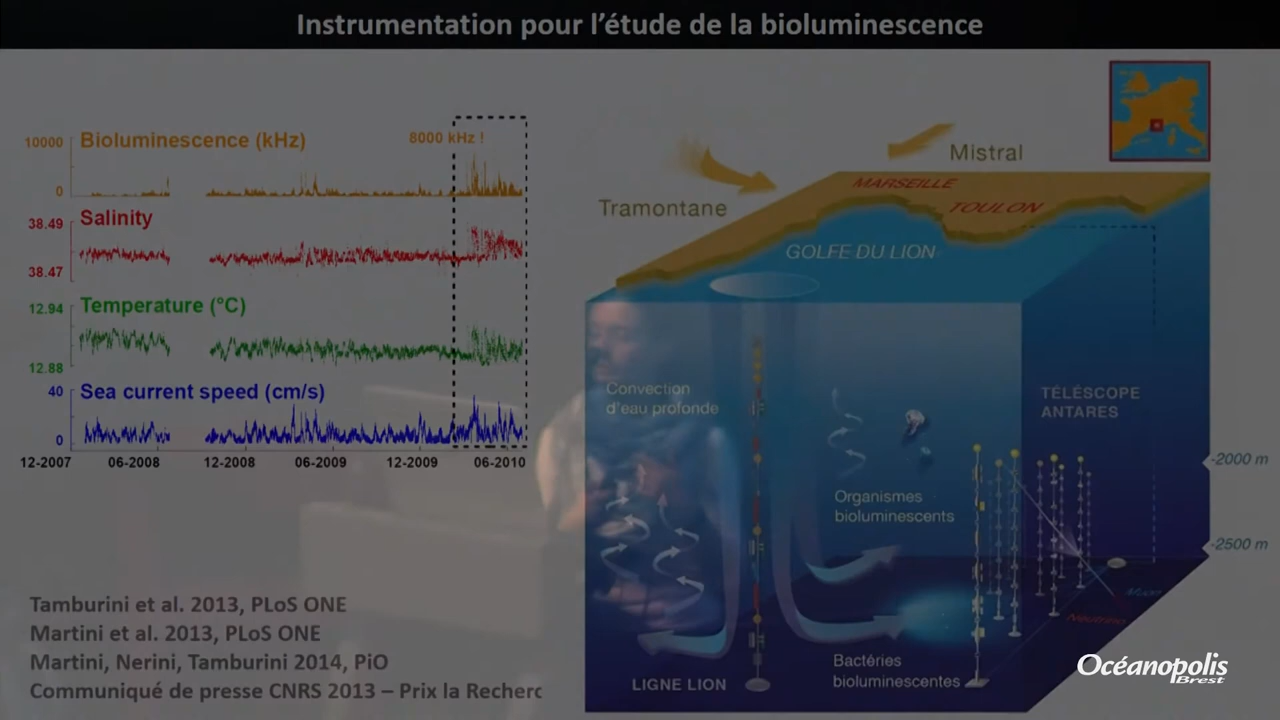 Instrumentation pour l’étude de la bioluminescence
10000
Bioluminescence (kHz)
8000 kHz !
0
Salinity
38.49
38.47
Temperature (°C)
12.94
12.88
Sea current speed (cm/s)
40
0
12-2007 06-2008 12-2008 06-2009 12-2009 06-2010
Tamburini et al. 2013, PLoS ONE
Martini et al. 2013, PLoS ONE
Martini, Nerini, Tamburini 2014, PiO
Communiqué de presse CNRS 2013 – Prix la Recherc
Mistral
Tramontane
MARSEILLE
TOULON
GOLFE DU LION
Convection
d'eau profonde
TÉLÉSCOPE
ANTARES
-2000 m
Organismes
bioluminescents
-2500 m
Muon
Neutrino
Bactéries
bioluminescentes
LIGNE LION
Océanopolis
Brest